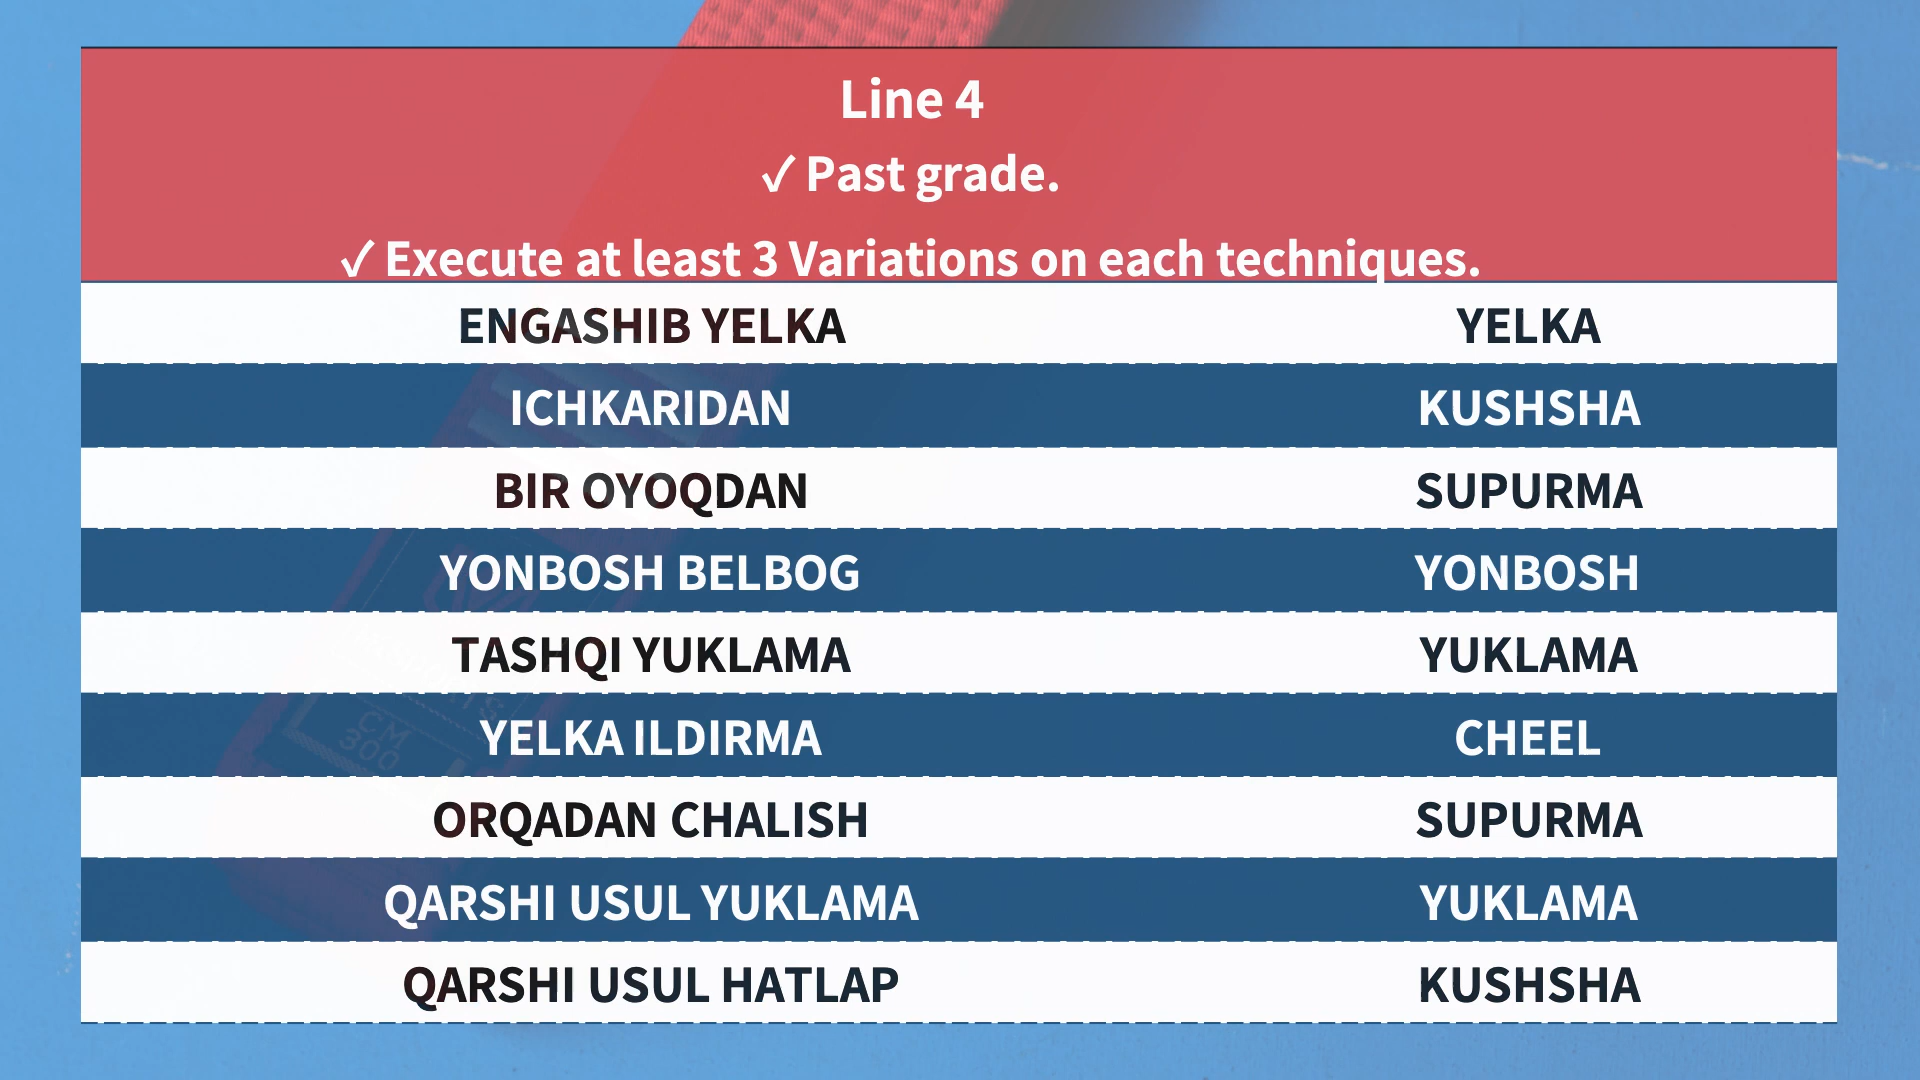 Line 4
✓ Past grade.
✓ Execute at least 3 Variations on each techniques.
ENGASHIB YELKA YELKA
ICHKARIDAN KUSHSHA
BIR OYOQDAN SUPURMA
YONBOSH BELBOG YONBOSH
TASHQI YUKLAMA YUKLAMA
YELKA ILDIRMA CHEEL
ORQADAN CHALISH SUPURMA
QARSHI USUL YUKLAMA YUKLAMA
QARSHI USUL HATLAP KUSHSHA
CM
300